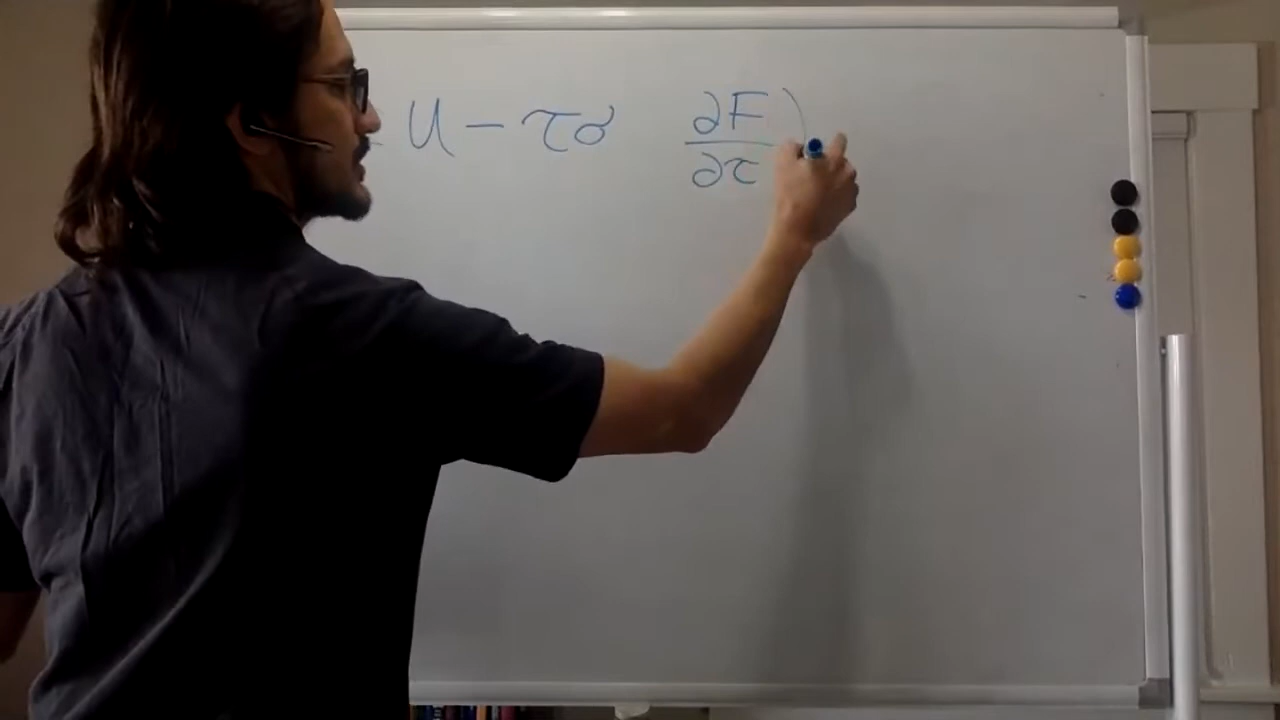 = U - τσ ∂F/∂τ)